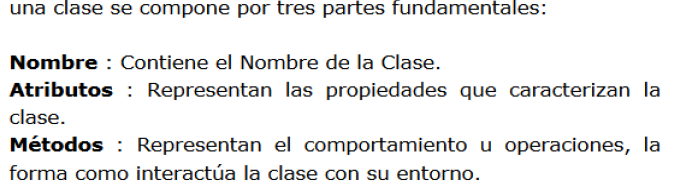 una clase se compone por tres partes fundamentales:
Nombre : Contiene el Nombre de la Clase.
Atributos : Representan las propiedades que caracterizan la
clase.
Métodos : Representan el comportamiento u operaciones, la
forma como interactúa la clase con su entorno.